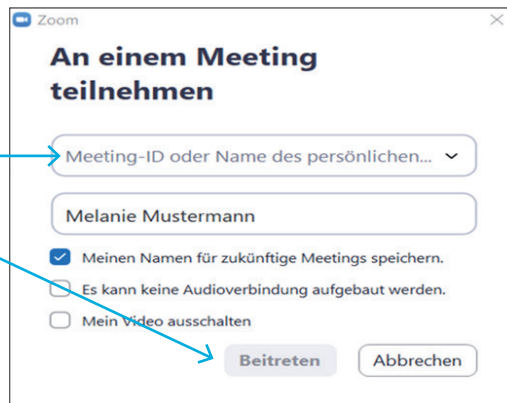 Zoom
An einem Meeting
teilnehmen
Meeting-ID oder Name des persönlichen...
Melanie Mustermann
Meinen Namen für zukünftige Meetings speichern.
Es kann keine Audioverbindung aufgebaut werden.
Mein Video ausschalten
Beitreten Abbrechen